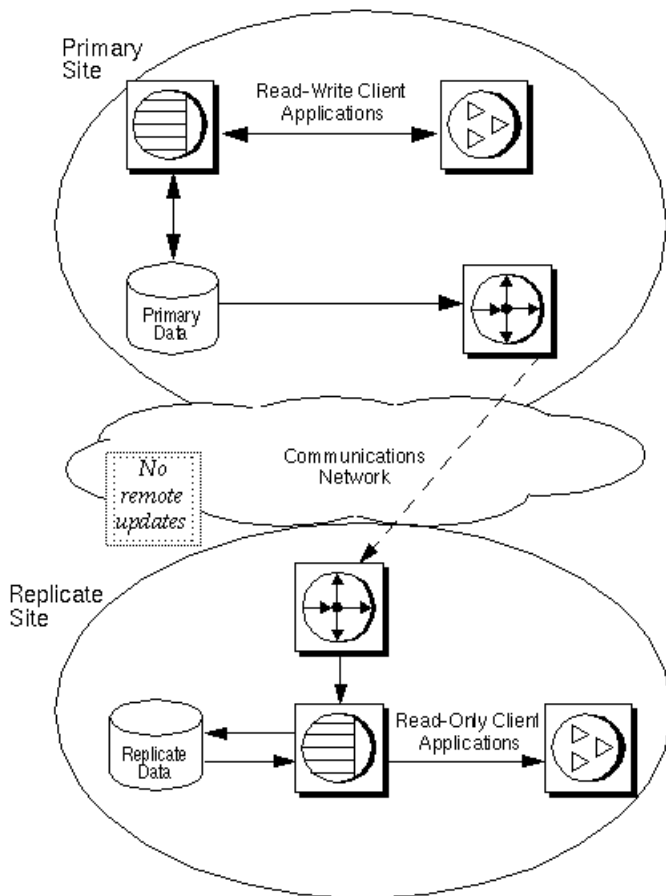 Primary
Site
Read-Write Client
Applications
Primary
Data
Communications
Network
No
remote
updates
Replicate
Site
Read-Only Client
Applications
Replicate
Data